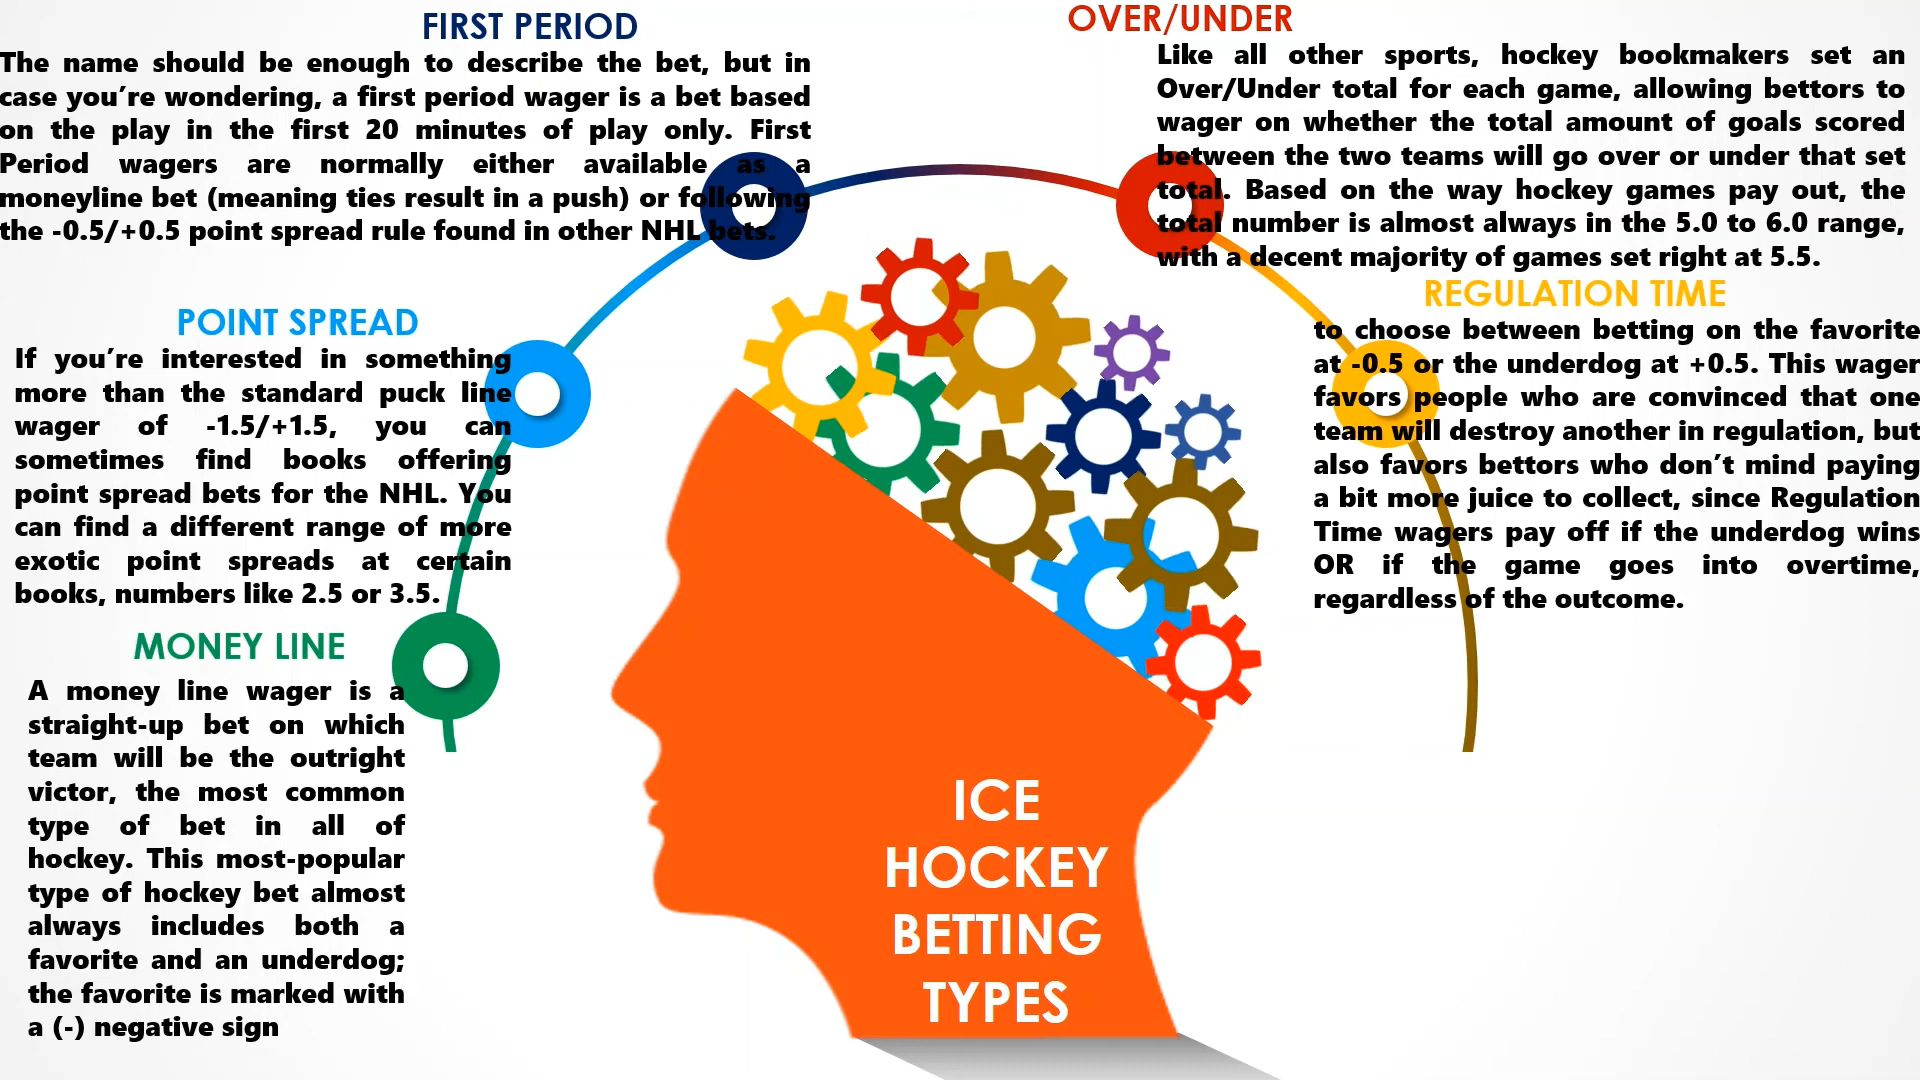 FIRST PERIOD
The name should be enough to describe the bet, but in
case you’re wondering, a first period wager is a bet based
on the play in the first 20 minutes of play only. First
Period wagers are normally either available as a
moneyline bet (meaning ties result in a push) or following
the -0.5/+0.5 point spread rule found in other NHL bets.
OVER/UNDER
Like all other sports, hockey bookmakers set an
Over/Under total for each game, allowing bettors to
wager on whether the total amount of goals scored
between the two teams will go over or under that set
total. Based on the way hockey games pay out, the
total number is almost always in the 5.0 to 6.0 range,
with a decent majority of games set right at 5.5.
POINT SPREAD
If you’re interested in something
more than the standard puck line
wager of -1.5/+1.5, you can
sometimes find books offering
point spread bets for the NHL. You
can find a different range of more
exotic point spreads at certain
books, numbers like 2.5 or 3.5.
REGULATION TIME
to choose between betting on the favorite
at -0.5 or the underdog at +0.5. This wager
favors people who are convinced that one
team will destroy another in regulation, but
also favors bettors who don’t mind paying
a bit more juice to collect, since Regulation
Time wagers pay off if the underdog wins
OR if the game goes into overtime,
regardless of the outcome.
MONEY LINE
A money line wager is a
straight-up bet on which
team will be the outright
victor, the most common
type of bet in all of
hockey. This most-popular
type of hockey bet almost
always includes both a
favorite and an underdog;
the favorite is marked with
a (-) negative sign
ICE
HOCKEY
BETTING
TYPES